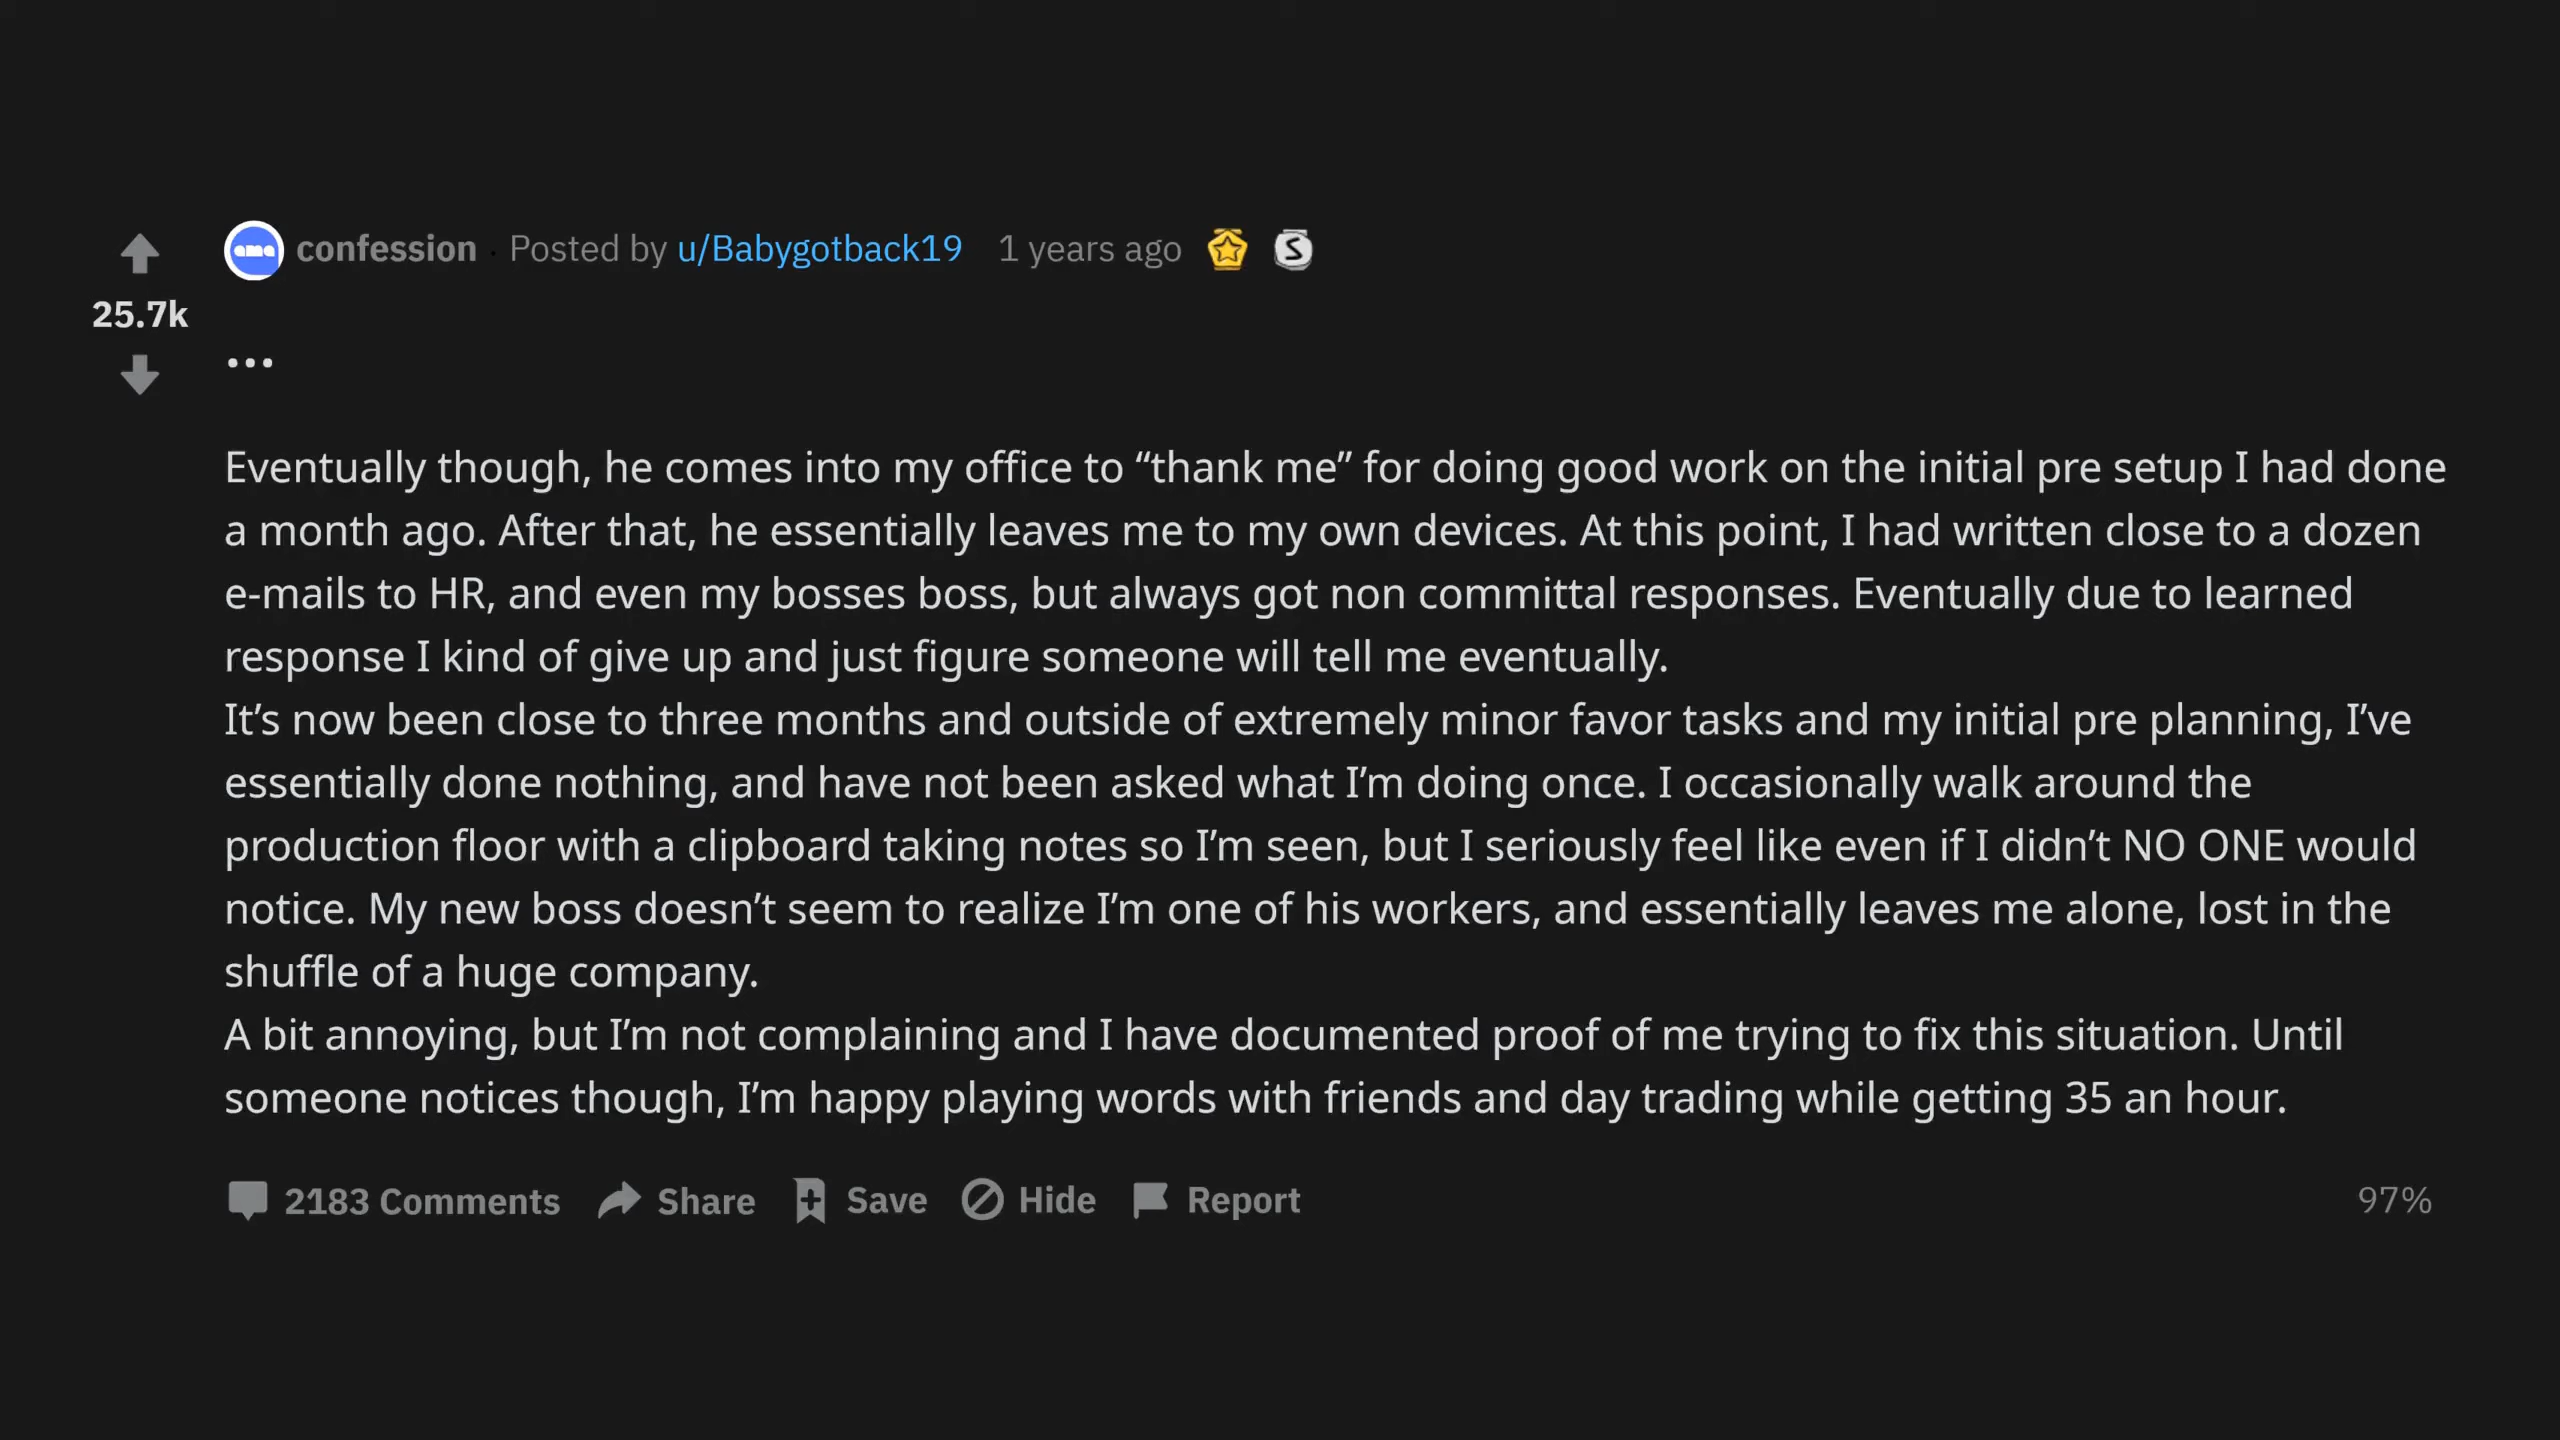 confession · Posted by u/Babygotback19 1 years ago
25.7k
...
Eventually though, he comes into my office to “thank me” for doing good work on the initial pre setup I had done
a month ago. After that, he essentially leaves me to my own devices. At this point, I had written close to a dozen
e-mails to HR, and even my bosses boss, but always got non committal responses. Eventually due to learned
response I kind of give up and just figure someone will tell me eventually.
It’s now been close to three months and outside of extremely minor favor tasks and my initial pre planning, I’ve
essentially done nothing, and have not been asked what I’m doing once. I occasionally walk around the
production floor with a clipboard taking notes so I’m seen, but I seriously feel like even if I didn’t NO ONE would
notice. My new boss doesn’t seem to realize I’m one of his workers, and essentially leaves me alone, lost in the
shuffle of a huge company.
A bit annoying, but I’m not complaining and I have documented proof of me trying to fix this situation. Until
someone notices though, I’m happy playing words with friends and day trading while getting 35 an hour.
2183 Comments Share Save Hide Report 97%